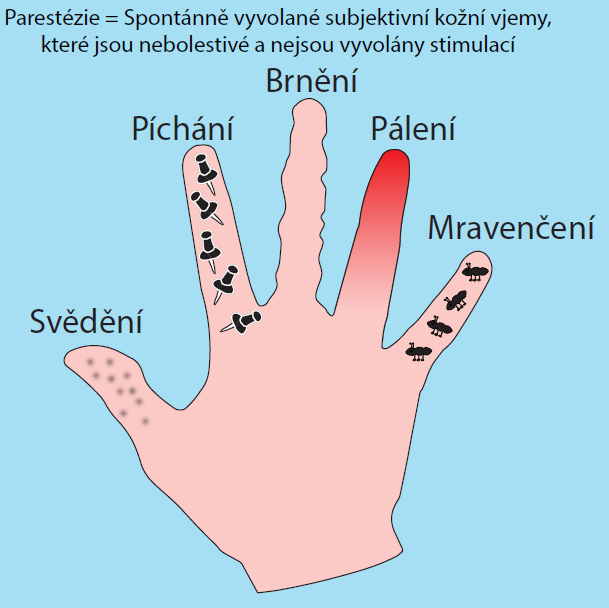 Parestézie = Spontánně vyvolané subjektivní kožní vjemy,
které jsou nebolestivé a nejsou vyvolány stimulací
Brnění
Píchání
Pálení
Mravenčení
Svědění